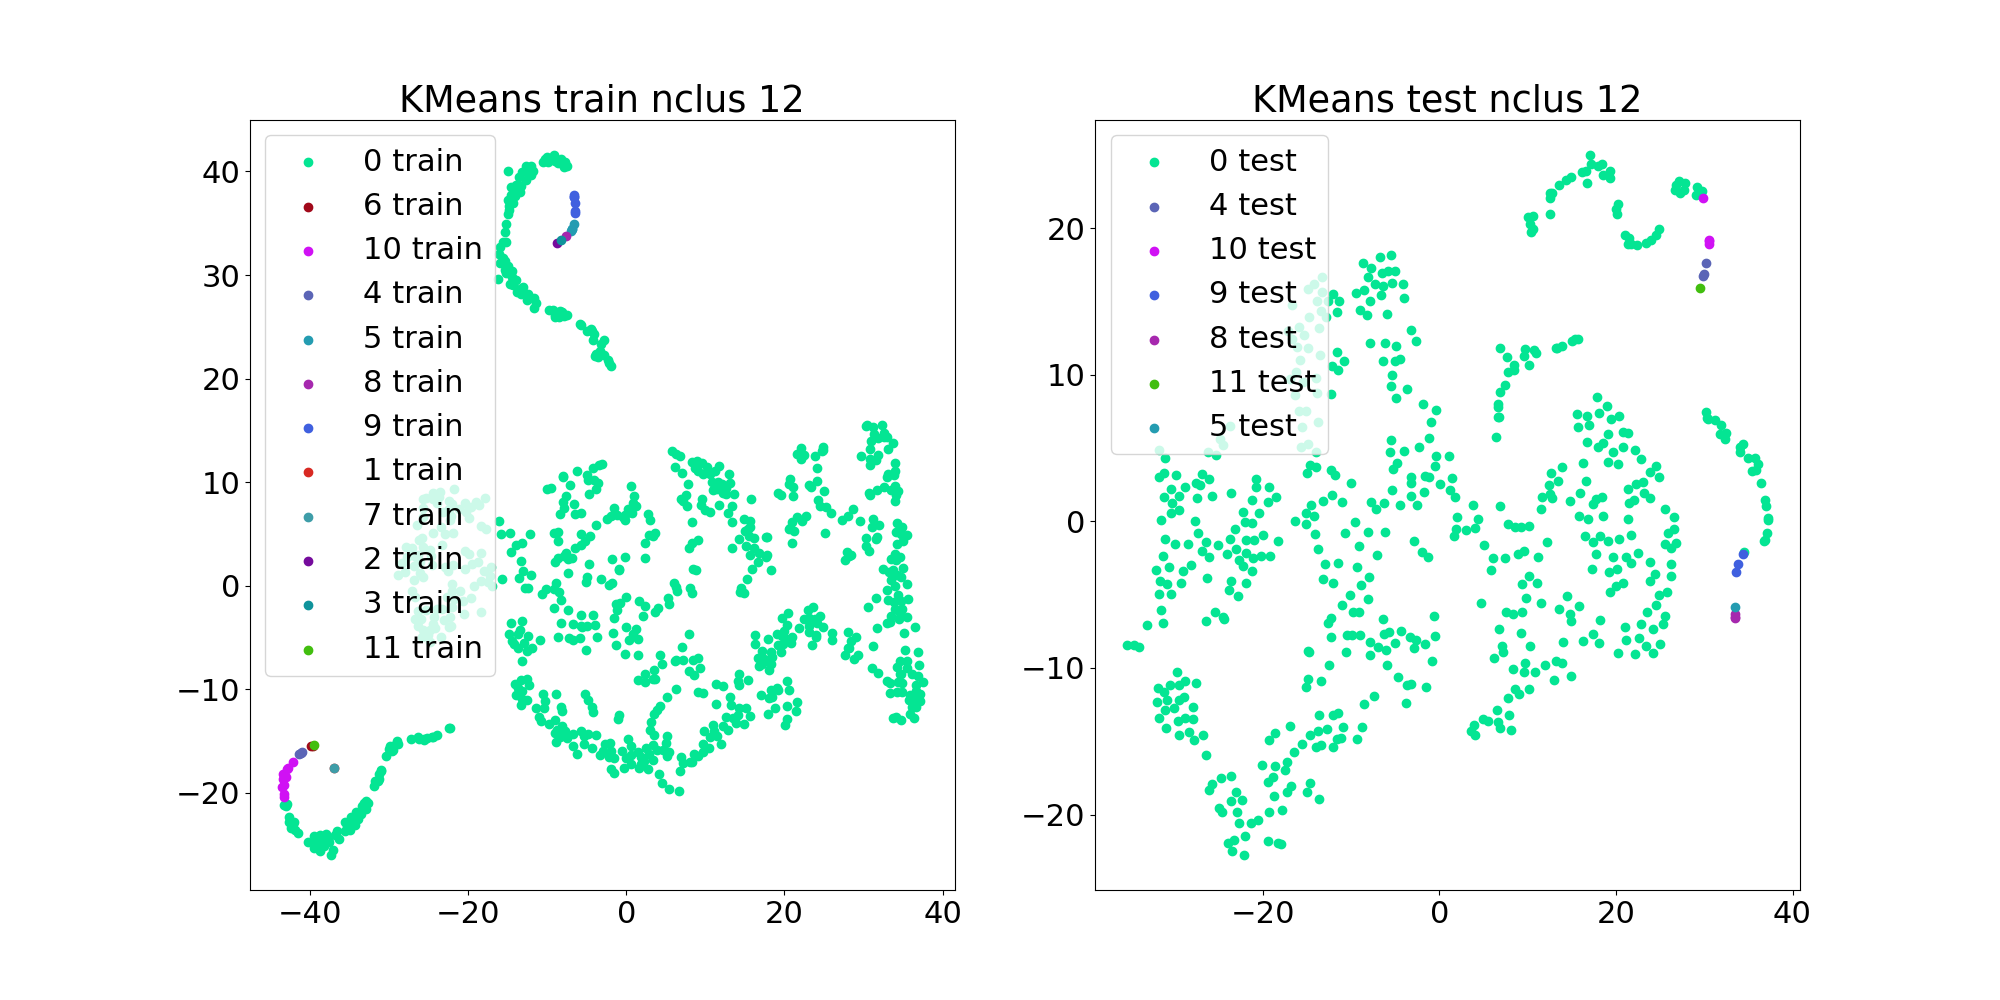 KMeans train nclus 12
0 train
6 train
10 train
4 train
5 train
8 train
9 train
1 train
7 train
2 train
3 train
11 train
40
30
20
10
0
−10
−20
−40
−20
0
20
40
KMeans test nclus 12
0 test
4 test
10 test
9 test
8 test
11 test
5 test
20
10
0
−10
−20
−20
0
20
40